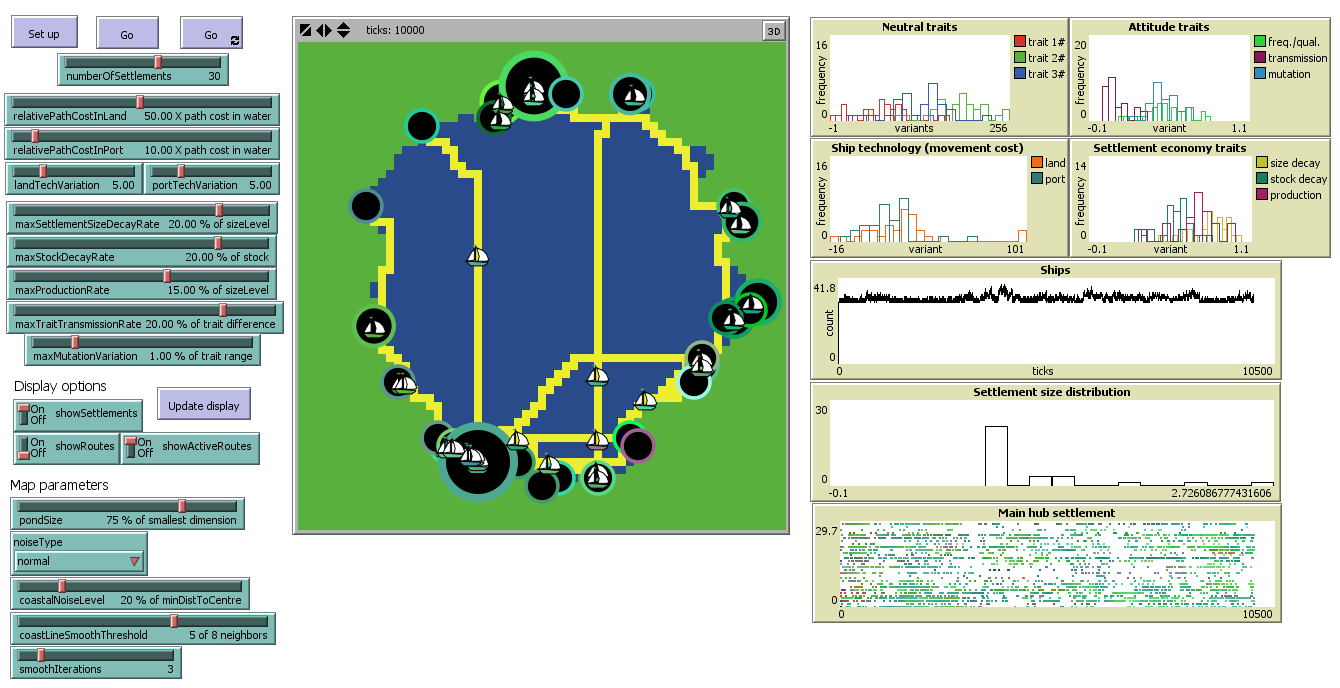 Set up
Go
Go
numberOfSettlements 30
relativePathCostInLand 50.00 X path cost in water
relativePathCostInPort 10.00 X path cost in water
landTechVariation 5.00
portTechVariation 5.00
maxSettlementSizeDecayRate 20.00 % of sizeLevel
maxStockDecayRate 20.00 % of stock
maxProductionRate 15.00 % of sizeLevel
maxTraitTransmissionRate 20.00 % of trait difference
maxMutationVariation 1.00 % of trait range
Display options
On
Off
showSettlements
Update display
On
Off
showRoutes
On
Off
showActiveRoutes
Map parameters
pondSize 75 % of smallest dimension
noiseType
normal
coastalNoiseLevel 20 % of minDistToCentre
coastLineSmoothThreshold 5 of 8 neighbors
smoothIterations 3
ticks: 10000
3D
Neutral traits
16
frequency
0
-1
variants
256
trait 1#
trait 2#
trait 3#
Attitude traits
20
frequency
0
-0.1
variant
1.1
freq./qual.
transmission
mutation
Ship technology (movement cost)
16
frequency
0
-16
variant
101
land
port
Settlement economy traits
16
frequency
0
-0.1
variant
1.1
size decay
stock decay
production
Ships
41.8
count
0
0
ticks
10500
Settlement size distribution
30
0
-0.1
2.726086777431606
Main hub settlement
29.7
0
0
10500